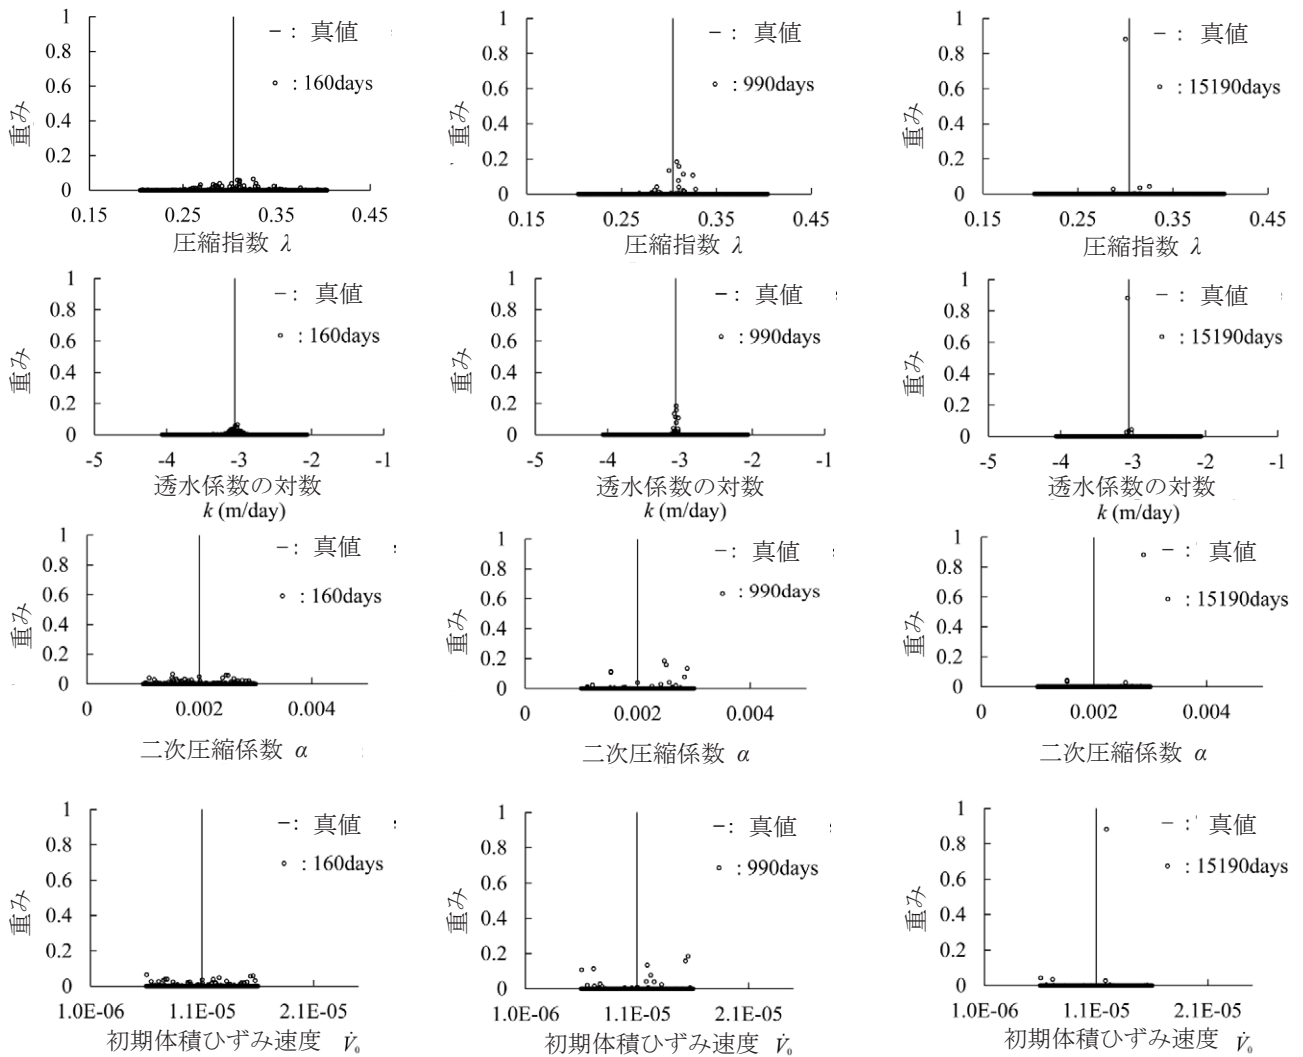 1
0.8
0.6
0.4
0.2
0
重み
－: 真値
: 160days
0.15 0.25 0.35 0.45
圧縮指数 λ
1
0.8
0.6
0.4
0.2
0
重み
－: 真値
: 990days
0.15 0.25 0.35 0.45
圧縮指数 λ
1
0.8
0.6
0.4
0.2
0
重み
－: 真値
: 15190days
0.15 0.25 0.35 0.45
圧縮指数 λ
1
0.8
0.6
0.4
0.2
0
重み
－: 真値
: 160days
-5 -4 -3 -2 -1
透水係数の対数
k (m/day)
1
0.8
0.6
0.4
0.2
0
重み
－: 真値
: 990days
-5 -4 -3 -2 -1
透水係数の対数
k (m/day)
1
0.8
0.6
0.4
0.2
0
重み
－: 真値
: 15190days
-5 -4 -3 -2 -1
透水係数の対数
k (m/day)
1
0.8
0.6
0.4
0.2
0
重み
－: 真値
: 160days
0 0.002 0.004
二次圧縮係数 α
1
0.8
0.6
0.4
0.2
0
重み
－: 真値
: 990days
0 0.002 0.004
二次圧縮係数 α
1
0.8
0.6
0.4
0.2
0
重み
－: 真値
: 15190days
0 0.002 0.004
二次圧縮係数 α
1
0.8
0.6
0.4
0.2
0
重み
－: 真値
: 160days
1.0E-06 1.1E-05 2.1E-05
初期体積ひずみ速度 V̇₀
1
0.8
0.6
0.4
0.2
0
重み
－: 真値
: 990days
1.0E-06 1.1E-05 2.1E-05
初期体積ひずみ速度 V̇₀
1
0.8
0.6
0.4
0.2
0
重み
－: 真値
: 15190days
1.0E-06 1.1E-05 2.1E-05
初期体積ひずみ速度 V̇₀